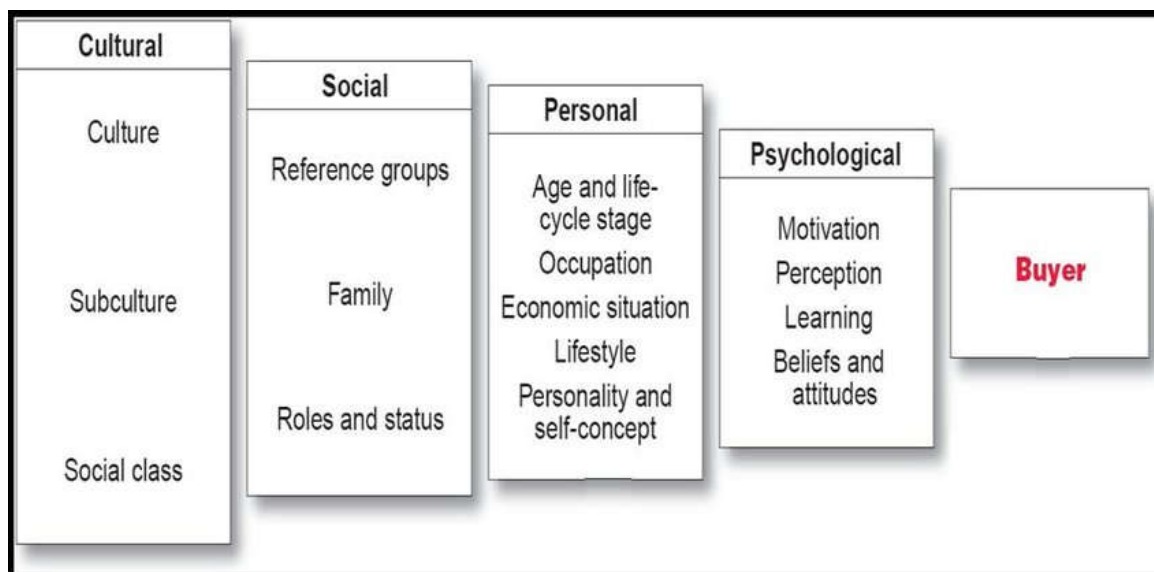 Cultural
Culture
Subculture
Social class
Social
Reference groups
Family
Roles and status
Personal
Age and life-
cycle stage
Occupation
Economic situation
Lifestyle
Personality and
self-concept
Psychological
Motivation
Perception
Learning
Beliefs and
attitudes
Buyer